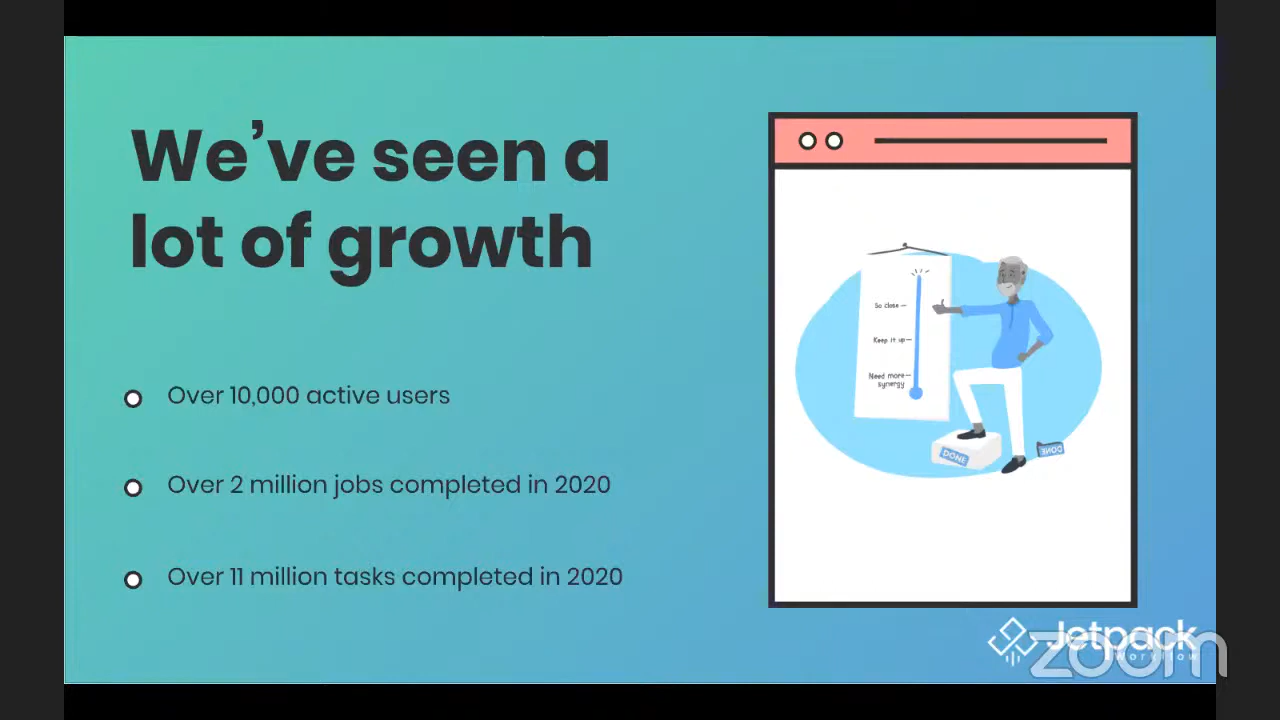 We’ve seen a
lot of growth
Over 10,000 active users
Over 2 million jobs completed in 2020
Over 11 million tasks completed in 2020
So close
Keep it up
Need more
synergy
DONE
DONE
Jetpack
Workflow
zoom